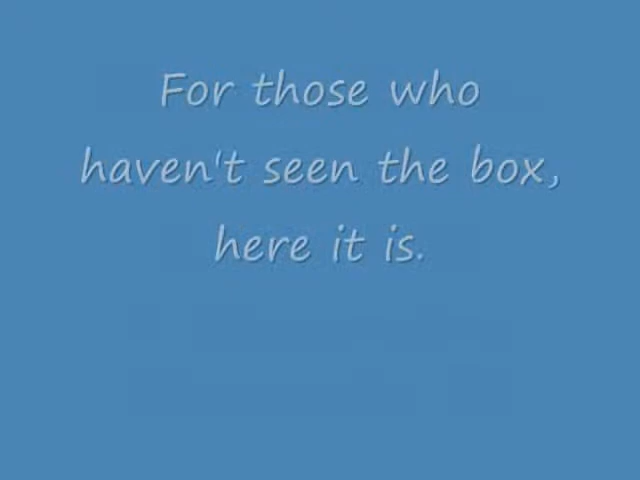 For those who
haven't seen the box,
here it is.